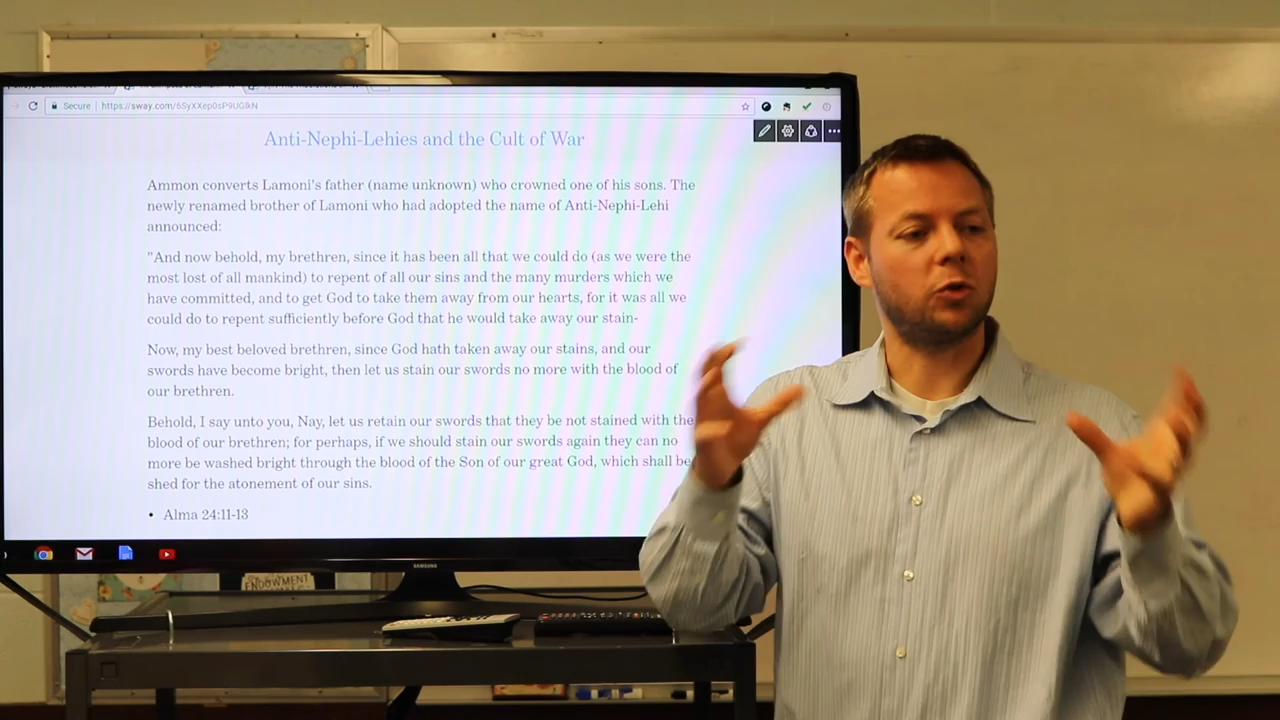 Secure | https://sway.com/6SyXXep0sP9UGlkN
Anti-Nephi-Lehies and the Cult of War
Ammon converts Lamoni's father (name unknown) who crowned one of his sons. The
newly renamed brother of Lamoni who had adopted the name of Anti-Nephi-Lehi
announced:
"And now behold, my brethren, since it has been all that we could do (as we were the
most lost of all mankind) to repent of all our sins and the many murders which we
have committed, and to get God to take them away from our hearts, for it was all we
could do to repent sufficiently before God that he would take away our stain-
Now, my best beloved brethren, since God hath taken away our stains, and our
swords have become bright, then let us stain our swords no more with the blood of
our brethren.
Behold, I say unto you, Nay, let us retain our swords that they be not stained with the
blood of our brethren; for perhaps, if we should stain our swords again they can no
more be washed bright through the blood of the Son of our great God, which shall be
shed for the atonement of our sins.
• Alma 24:11-13
SAMSUNG
ENDOWMENT